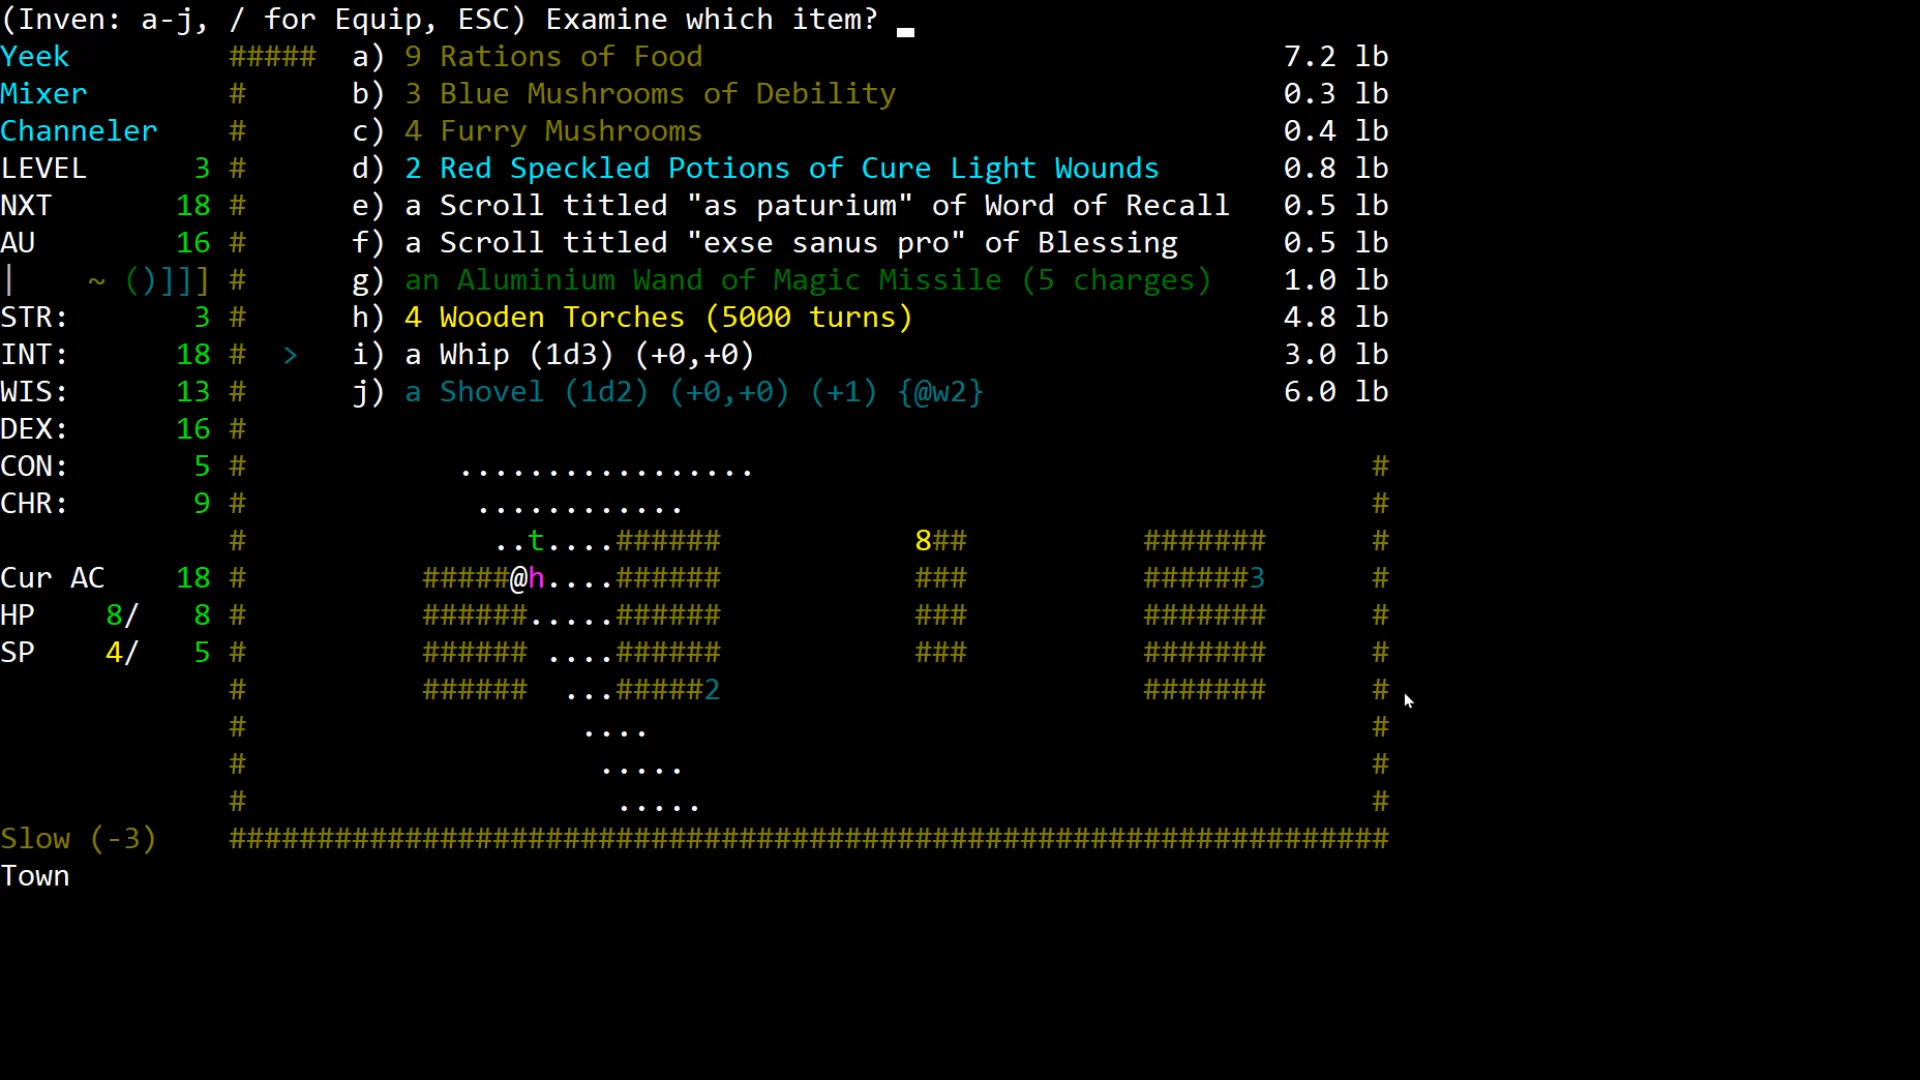 (Inven: a-j, / for Equip, ESC) Examine which item? _
Yeek ##### a) 9 Rations of Food 7.2 lb
Mixer # b) 3 Blue Mushrooms of Debility 0.3 lb
Channeler # c) 4 Furry Mushrooms 0.4 lb
LEVEL 3 # d) 2 Red Speckled Potions of Cure Light Wounds 0.8 lb
NXT 18 # e) a Scroll titled "as paturium" of Word of Recall 0.5 lb
AU 16 # f) a Scroll titled "exse sanus pro" of Blessing 0.5 lb
| ~ ()]]] # g) an Aluminium Wand of Magic Missile (5 charges) 1.0 lb
STR: 3 # h) 4 Wooden Torches (5000 turns) 4.8 lb
INT: 18 # > i) a Whip (1d3) (+0,+0) 3.0 lb
WIS: 13 # j) a Shovel (1d2) (+0,+0) (+1) {@w2} 6.0 lb
DEX: 16 #
CON: 5 # ................. #
CHR: 9 # ............ #
# ..t....###### 8## ####### #
Cur AC 18 # #####@h....###### ### ######3 #
HP 8/ 8 # ######.....###### ### ####### #
SP 4/ 5 # ###### ....###### ### ####### #
# ###### ...#####2 ####### #
# .... #
# ..... #
# ..... #
Slow (-3) ##################################################################
Town